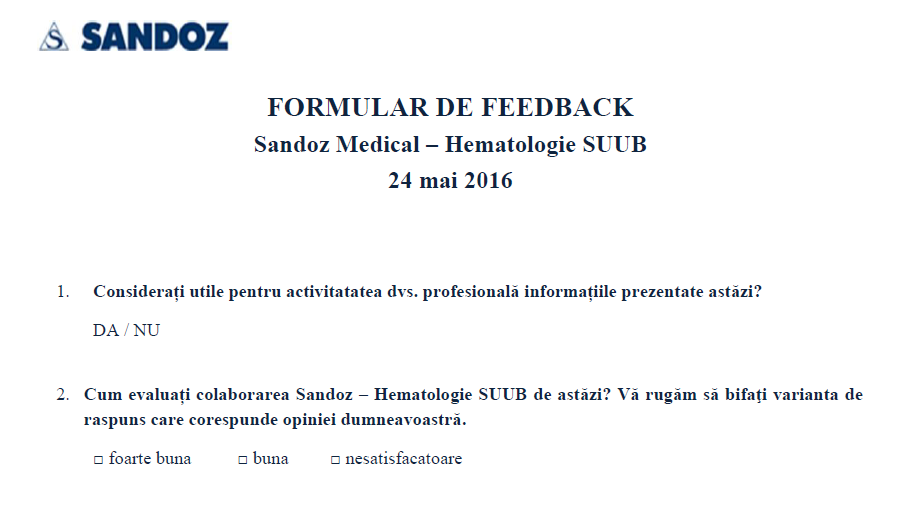 SANDOZ
FORMULAR DE FEEDBACK
Sandoz Medical – Hematologie SUUB
24 mai 2016
1. Considerați utile pentru activitatatea dvs. profesională informațiile prezentate astăzi?
DA / NU
2. Cum evaluați colaborarea Sandoz – Hematologie SUUB de astăzi? Vă rugăm să bifaţi varianta de
raspuns care corespunde opiniei dumneavoastră.
□ foarte buna □ buna □ nesatisfacatoare